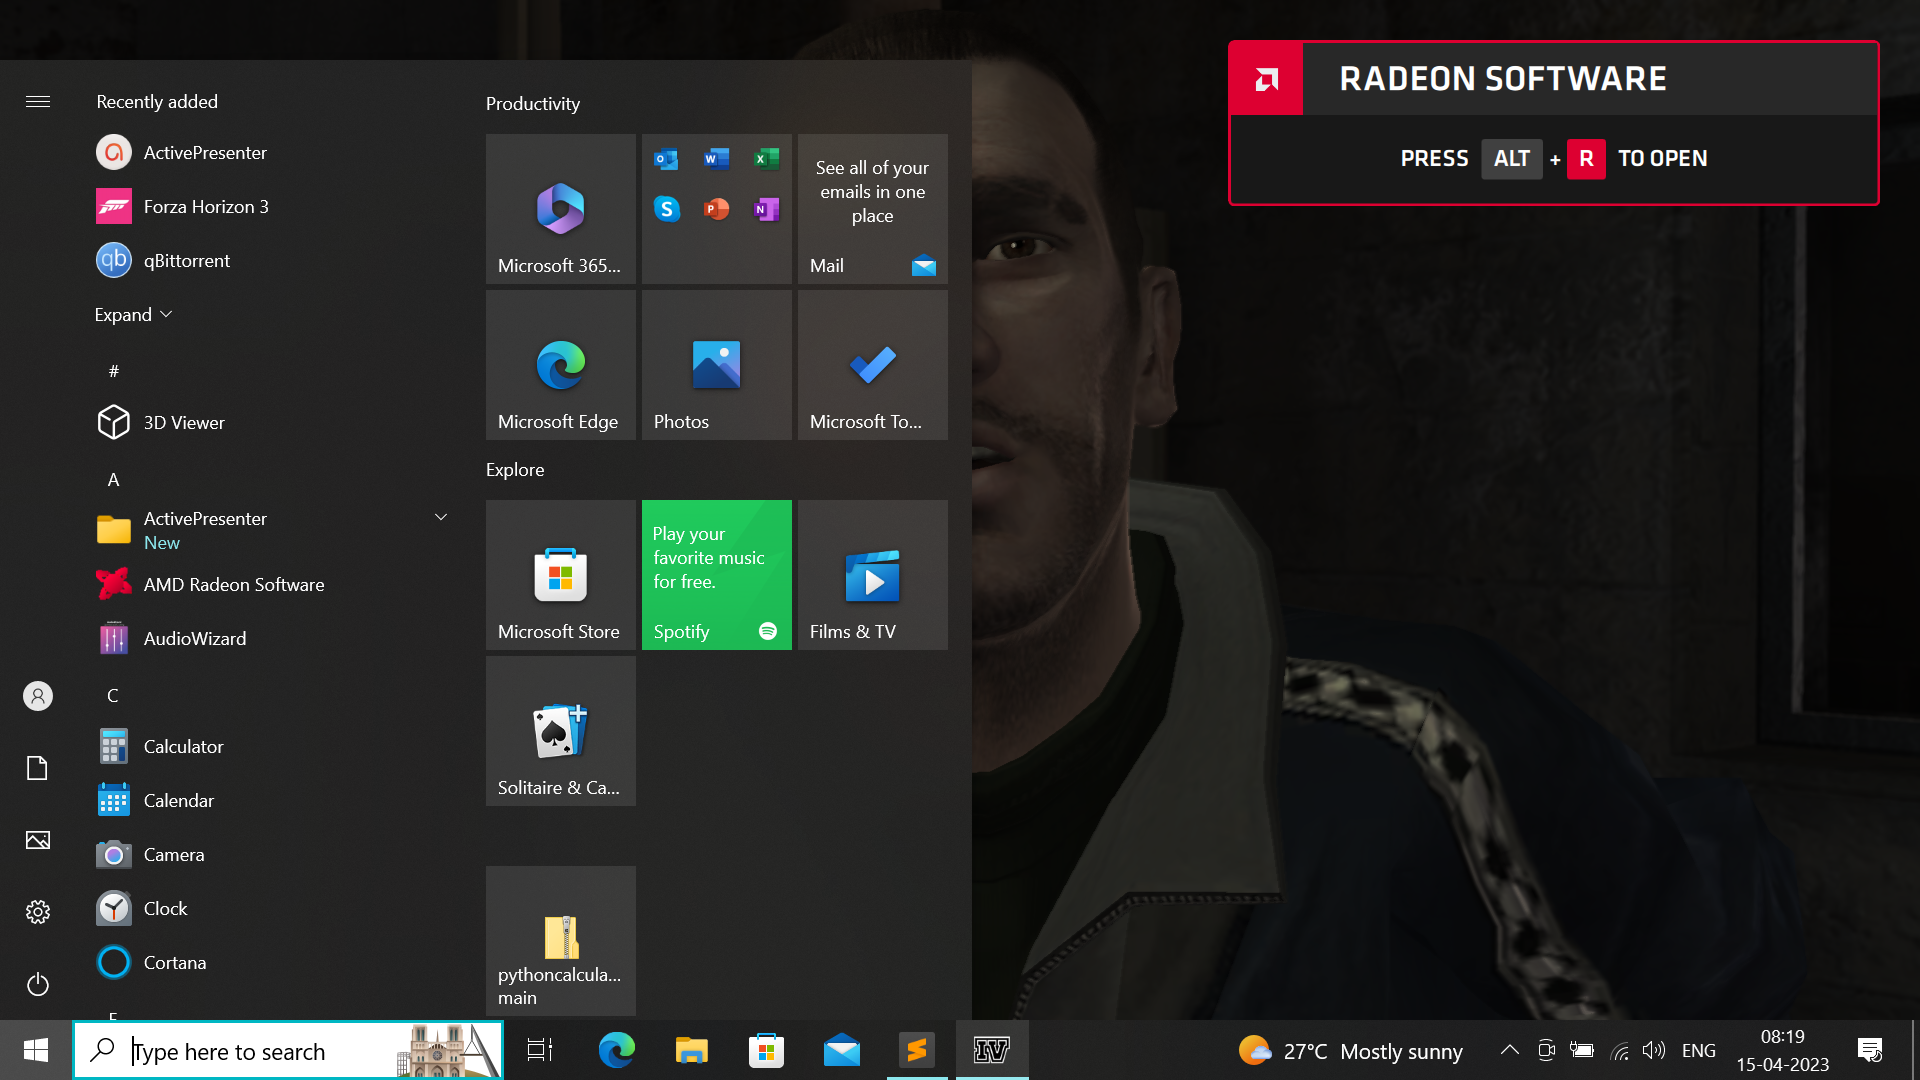 Recently added
ActivePresenter
Forza Horizon 3
qb
qBittorrent
Expand
#
3D Viewer
A
ActivePresenter
New
AMD Radeon Software
AudioWizard
C
Calculator
Calendar
Camera
Clock
Cortana
Productivity
Microsoft 365...
See all of your
emails in one
place
Mail
Microsoft Edge
Photos
Microsoft To...
Explore
Microsoft Store
Play your
favorite music
for free.
Spotify
Films & TV
Solitaire & Ca...
pythoncalcula...
main
RADEON SOFTWARE
PRESS ALT + R TO OPEN
Type here to search
IV
27°C Mostly sunny
ENG
08:19
15-04-2023